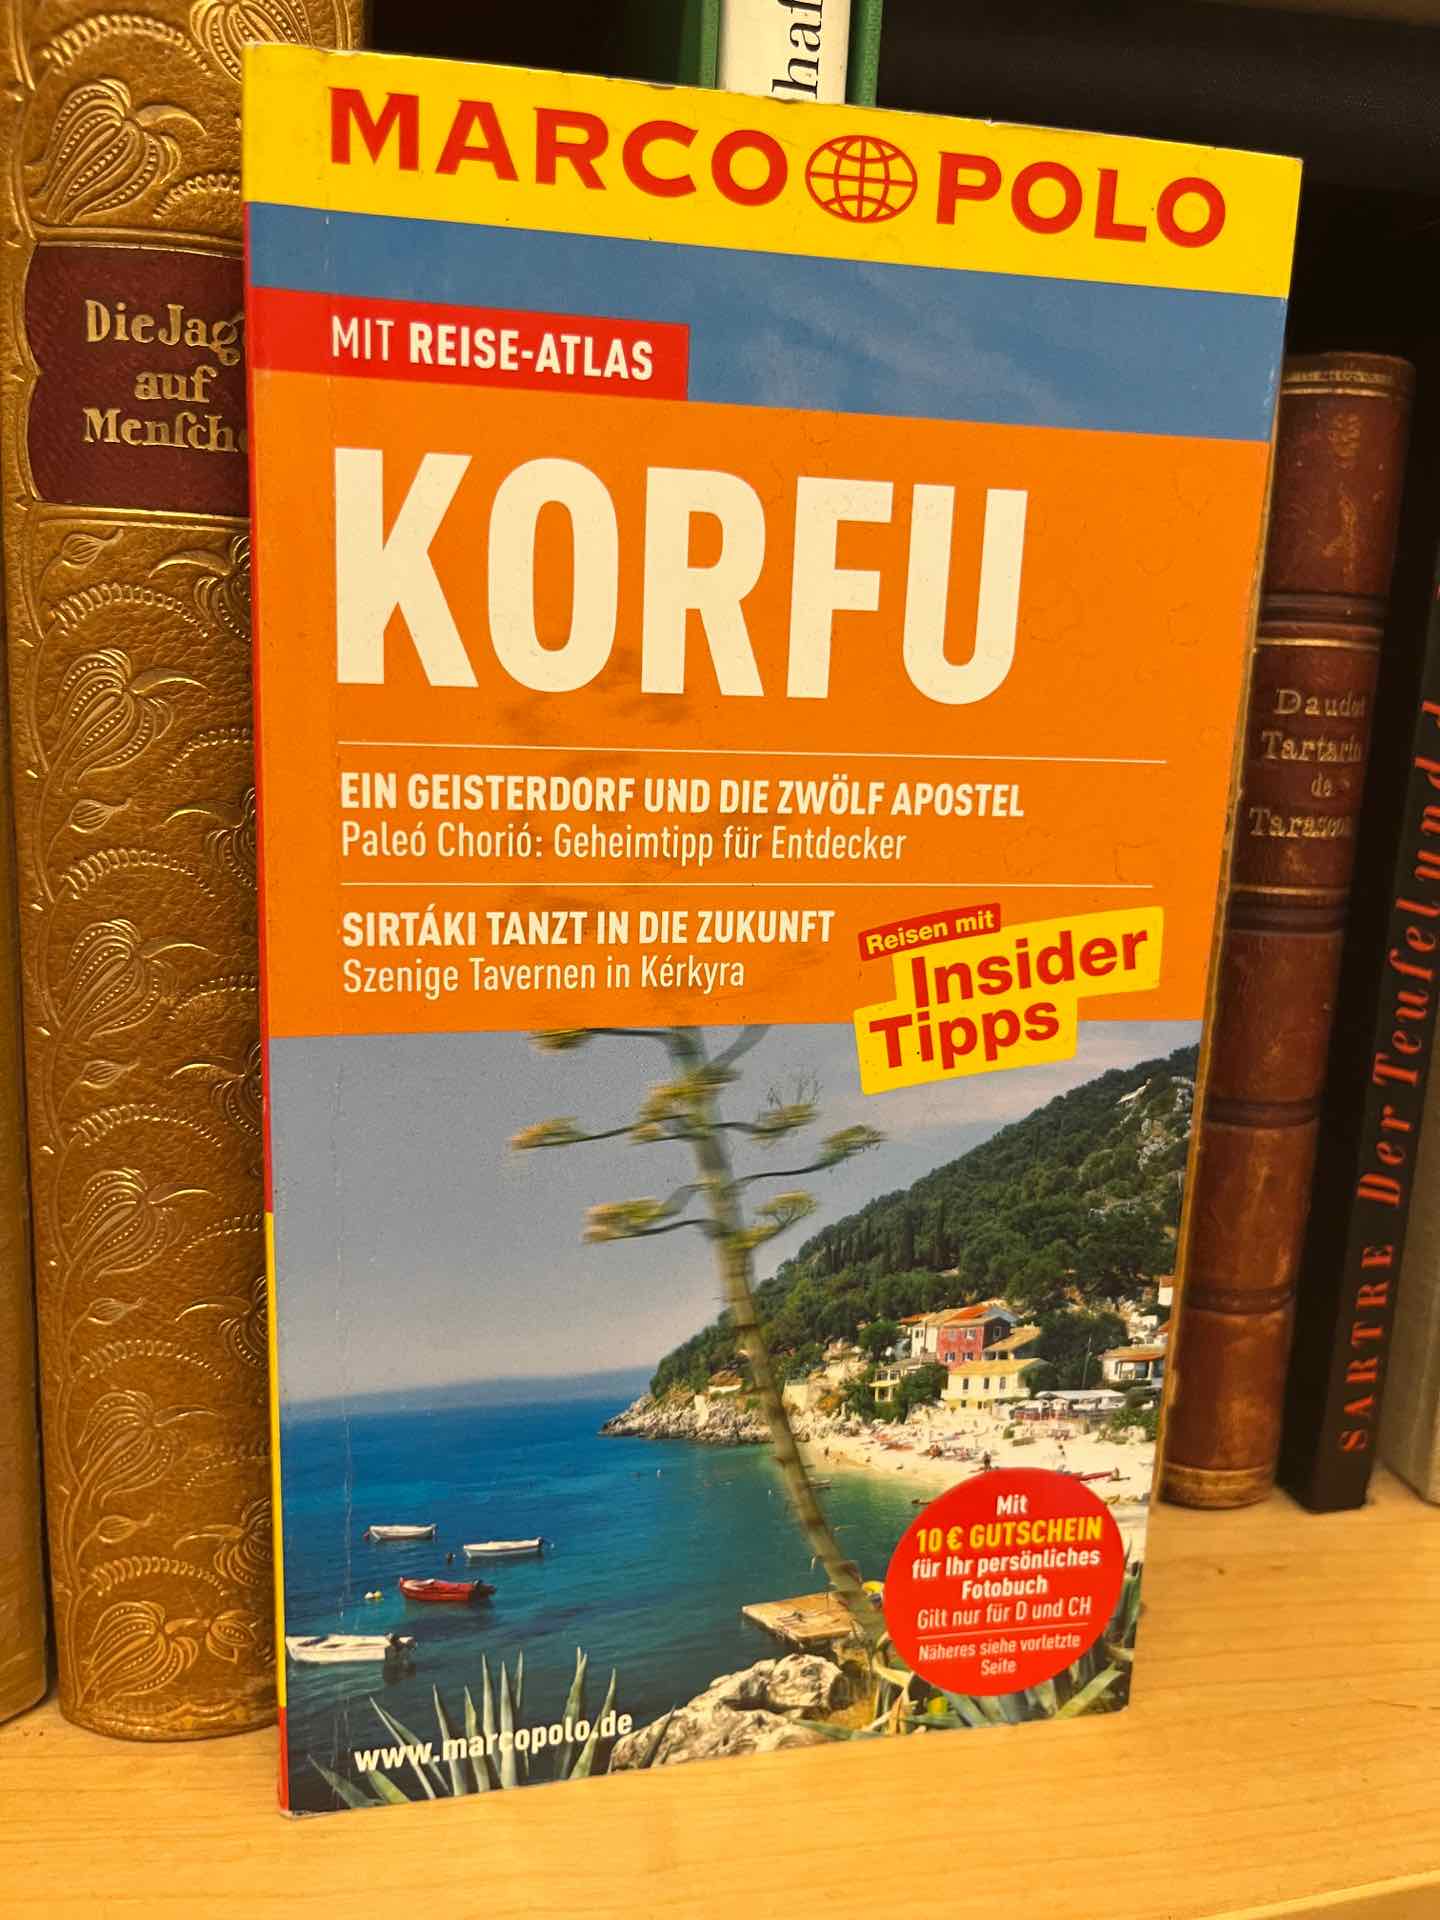 MARCO POLO
MIT REISE-ATLAS
KORFU
EIN GEISTERDORF UND DIE ZWÖLF APOSTEL
Paleó Chorió: Geheimtipp für Entdecker
SIRTÁKI TANZT IN DIE ZUKUNFT
Szenige Tavernen in Kérkyra
Reisen mit
Insider
Tipps
Mit
10 € GUTSCHEIN
für Ihr persönliches
Fotobuch
Gilt nur für D und CH
Näheres siehe vorletzte
Seite
www.marcopolo.de
Die Jag
auf
Menſche
haf
Daudet
Tartarin
de
Tarascon
SARTRE Der Teufel und